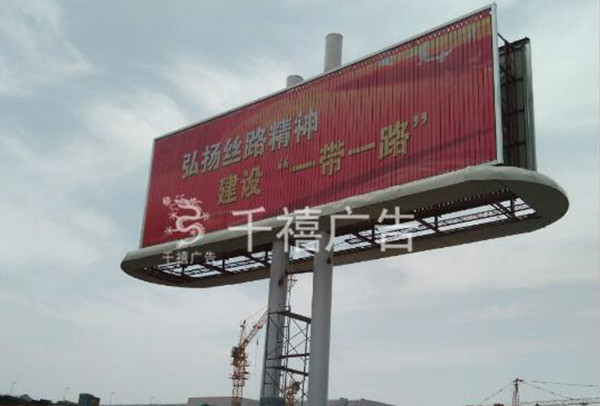 弘扬丝路精神
建设“一带一路”
千禧广告
千禧广告